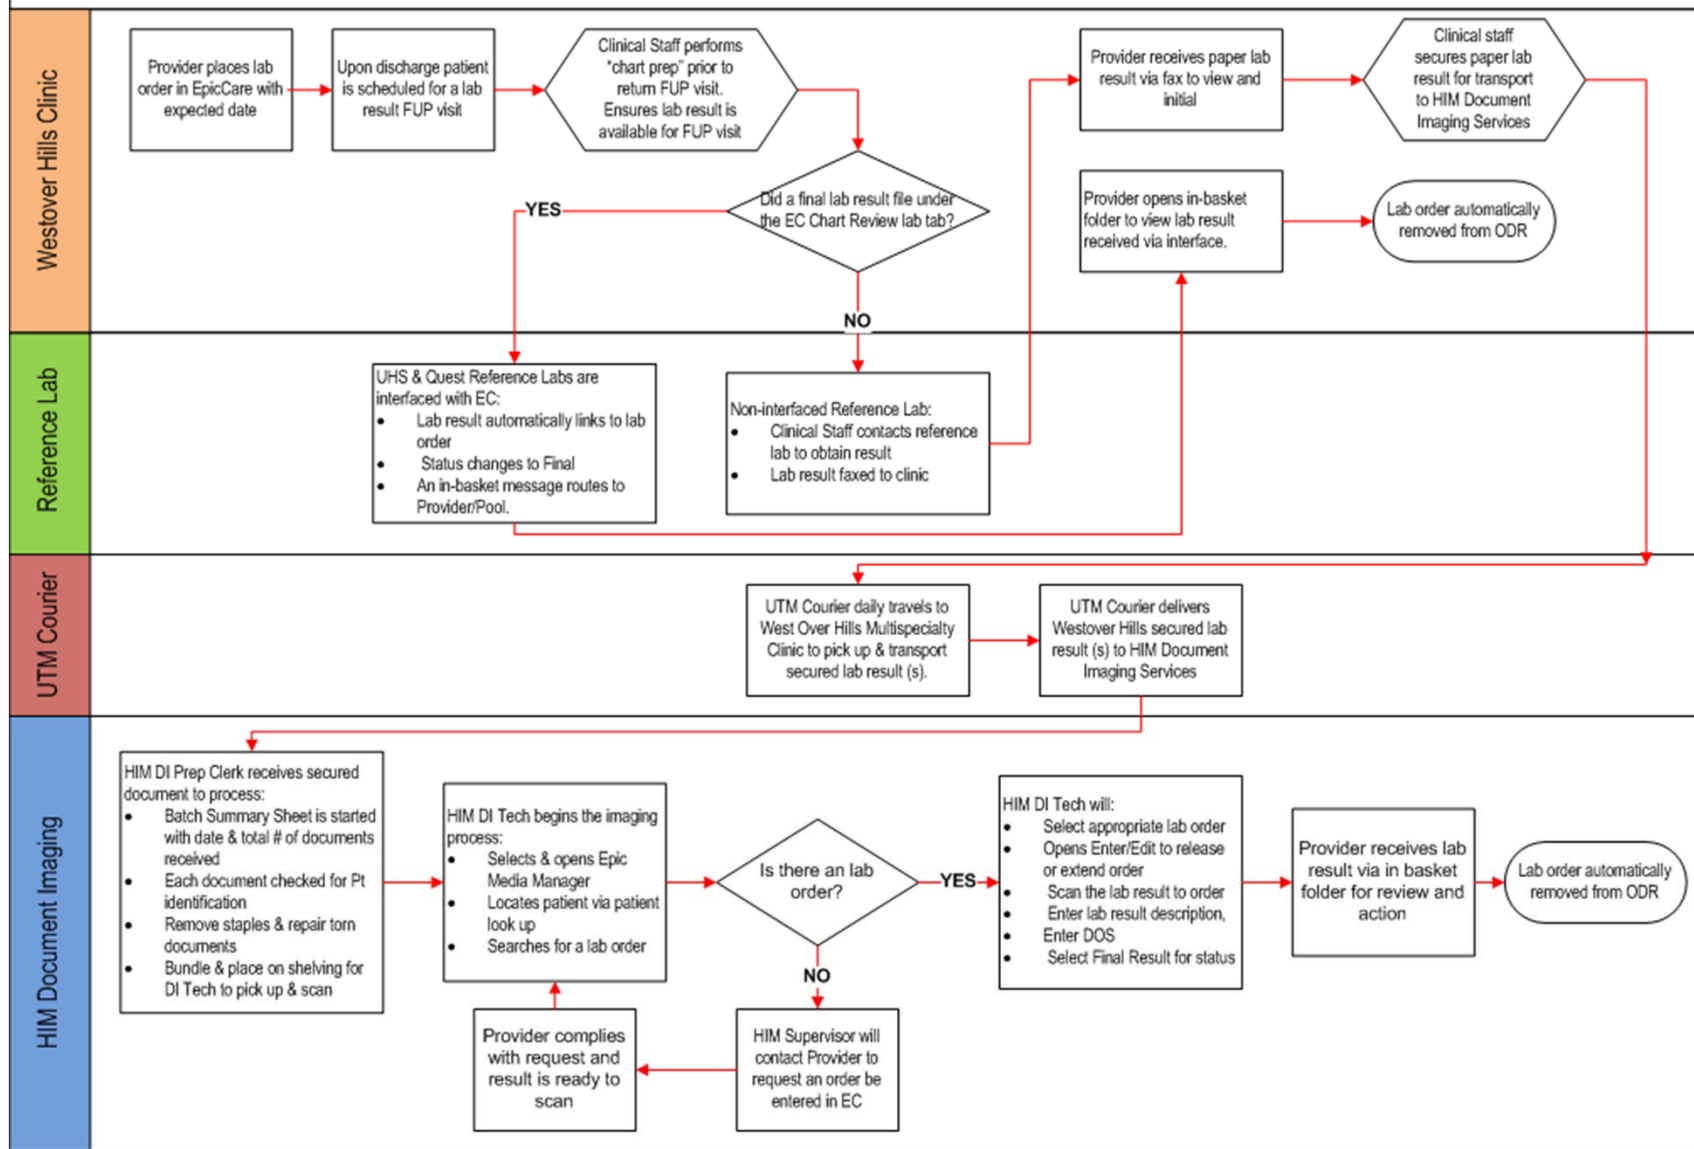 Westover Hills Clinic
Provider places lab
order in EpicCare with
expected date
Upon discharge patient
is scheduled for a lab
result FUP visit
Clinical Staff performs
"chart prep" prior to
return FUP visit.
Ensures lab result is
available for FUP visit
Did a final lab result file under
the EC Chart Review lab tab?
YES
NO
Provider receives paper lab
result via fax to view and
initial
Clinical staff
secures paper lab
result for transport
to HIM Document
Imaging Services
Provider opens in-basket
folder to view lab result
received via interface.
Lab order automatically
removed from ODR
Reference Lab
UHS & Quest Reference Labs are
interfaced with EC:
• Lab result automatically links to lab
order
• Status changes to Final
• An in-basket message routes to
Provider/Pool.
Non-interfaced Reference Lab:
• Clinical Staff contacts reference
lab to obtain result
• Lab result faxed to clinic
UTM Courier
UTM Courier daily travels to
West Over Hills Multispecialty
Clinic to pick up & transport
secured lab result (s).
UTM Courier delivers
Westover Hills secured lab
result (s) to HIM Document
Imaging Services
HIM Document Imaging
HIM DI Prep Clerk receives secured
document to process:
• Batch Summary Sheet is started
with date & total # of documents
received
• Each document checked for Pt
identification
• Remove staples & repair torn
documents
• Bundle & place on shelving for
DI Tech to pick up & scan
HIM DI Tech begins the imaging
process:
• Selects & opens Epic
Media Manager
• Locates patient via patient
look up
• Searches for a lab order
Is there an lab
order?
YES
NO
HIM DI Tech will:
• Select appropriate lab order
• Opens Enter/Edit to release
or extend order
• Scan the lab result to order
• Enter lab result description,
• Enter DOS
• Select Final Result for status
Provider receives lab
result via in basket
folder for review and
action
Lab order automatically
removed from ODR
HIM Supervisor will
contact Provider to
request an order be
entered in EC
Provider complies
with request and
result is ready to
scan